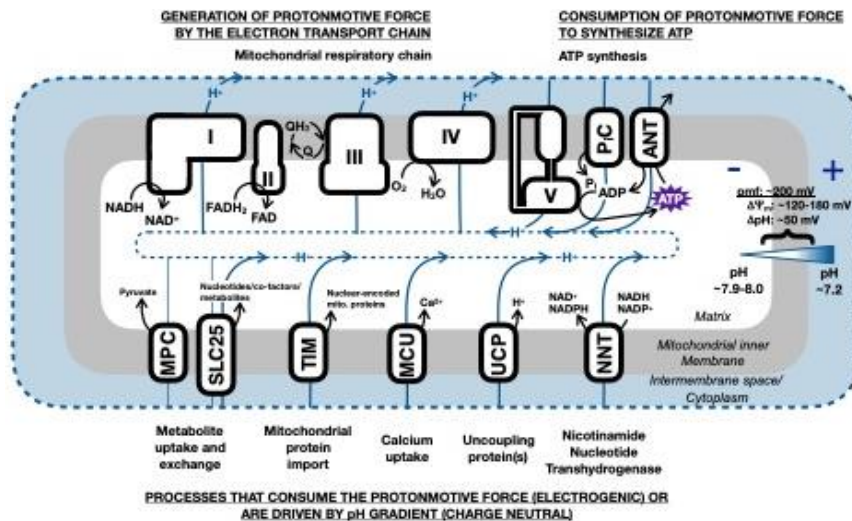 GENERATION OF PROTONMOTIVE FORCE
BY THE ELECTRON TRANSPORT CHAIN
Mitochondrial respiratory chain
CONSUMPTION OF PROTONMOTIVE FORCE
TO SYNTHESIZE ATP
ATP synthesis
H+
H+
H+
I
II
QH₂
Q
III
IV
V
PᵢC
ANT
NADH
NAD+
FADH₂
FAD
O₂
H₂O
Pᵢ
ADP
ATP
H
-
+
pmf: ~200 mV
ΔΨₘ: ~120-180 mV
ΔpH: ~50 mV
pH
~7.9-8.0
pH
~7.2
H
H
Pyruvate
Nucleotides/co-factors/
metabolites
Nuclear-encoded
mito. proteins
Ca²⁺
H+
NAD+
NADPH
NADH
NADP+
MPC
SLC25
TIM
MCU
UCP
NNT
Matrix
Mitochondrial inner
Membrane
Intermembrane space/
Cytoplasm
Metabolite
uptake and
exchange
Mitochondrial
protein
import
Calcium
uptake
Uncoupling
protein(s)
Nicotinamide
Nucleotide
Transhydrogenase
PROCESSES THAT CONSUME THE PROTONMOTIVE FORCE (ELECTROGENIC) OR
ARE DRIVEN BY pH GRADIENT (CHARGE NEUTRAL)